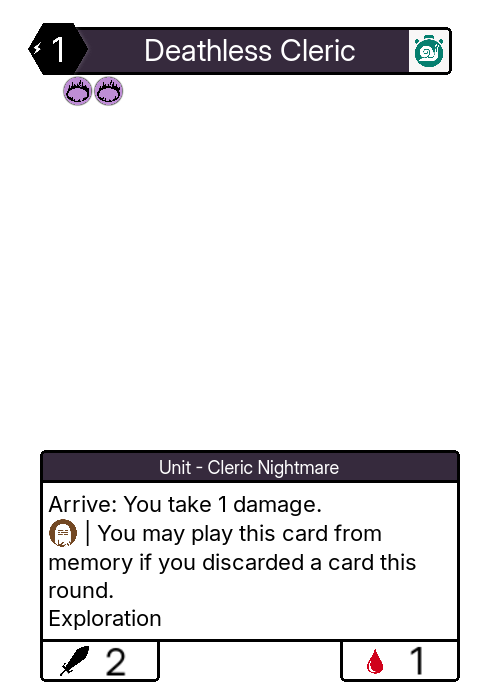 1 Deathless Cleric
Unit - Cleric Nightmare
Arrive: You take 1 damage.
| You may play this card from
memory if you discarded a card this
round.
Exploration
2 1